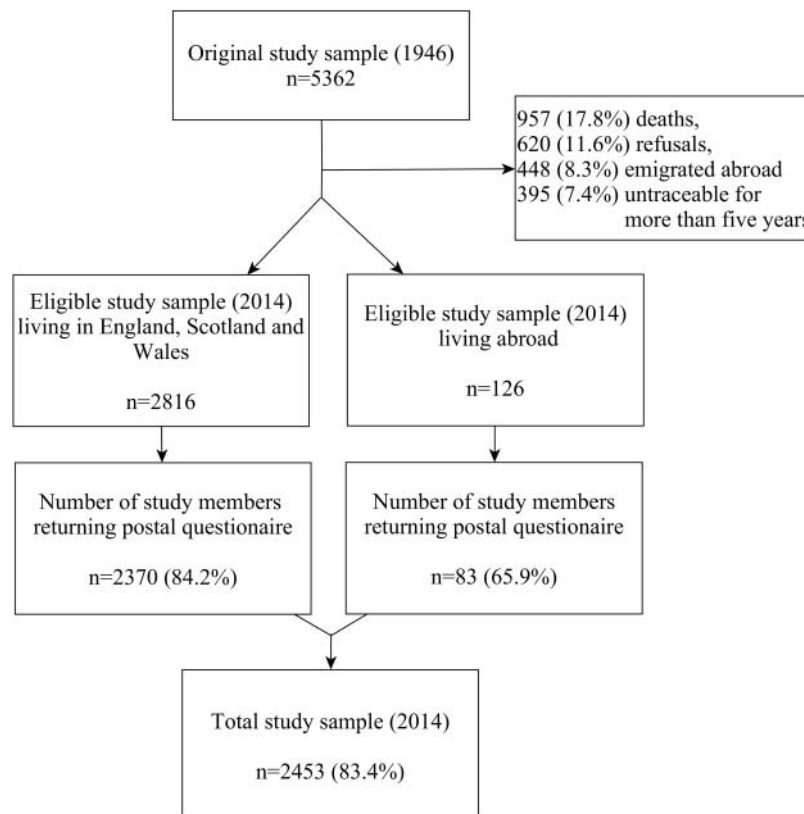 Original study sample (1946)
n=5362
957 (17.8%) deaths,
620 (11.6%) refusals,
448 (8.3%) emigrated abroad
395 (7.4%) untraceable for
more than five years
Eligible study sample (2014)
living in England, Scotland and
Wales
n=2816
Eligible study sample (2014)
living abroad
n=126
Number of study members
returning postal questionaire
n=2370 (84.2%)
Number of study members
returning postal questionaire
n=83 (65.9%)
Total study sample (2014)
n=2453 (83.4%)